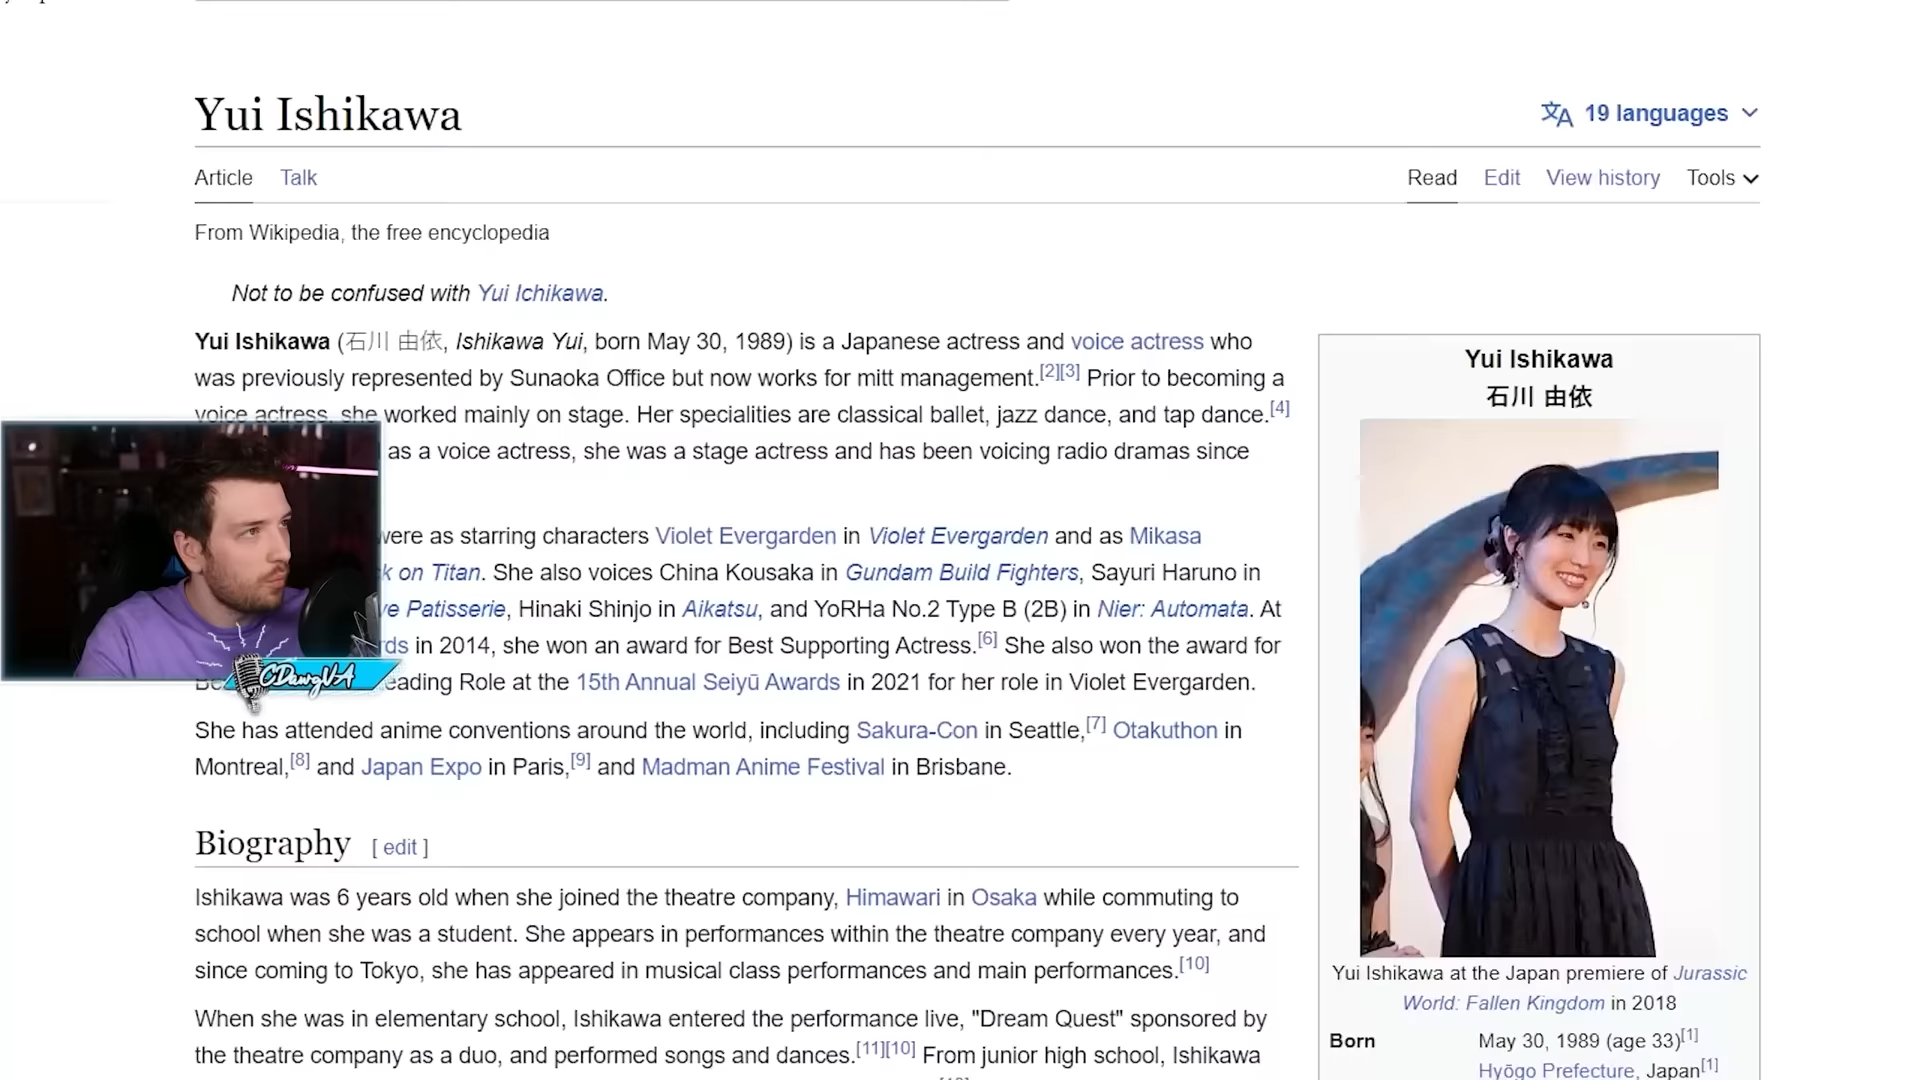 Yui Ishikawa
19 languages
Article Talk
Read Edit View history Tools
From Wikipedia, the free encyclopedia
Not to be confused with Yui Ichikawa.
Yui Ishikawa (石川 由依, Ishikawa Yui, born May 30, 1989) is a Japanese actress and voice actress who
was previously represented by Sunaoka Office but now works for mitt management.[2][3] Prior to becoming a
voice actress, she worked mainly on stage. Her specialities are classical ballet, jazz dance, and tap dance.[4]
as a voice actress, she was a stage actress and has been voicing radio dramas since
were as starring characters Violet Evergarden in Violet Evergarden and as Mikasa
k on Titan. She also voices China Kousaka in Gundam Build Fighters, Sayuri Haruno in
ve Patisserie, Hinaki Shinjo in Aikatsu, and YoRHa No.2 Type B (2B) in Nier: Automata. At
rds in 2014, she won an award for Best Supporting Actress.[6] She also won the award for
eading Role at the 15th Annual Seiyū Awards in 2021 for her role in Violet Evergarden.
She has attended anime conventions around the world, including Sakura-Con in Seattle,[7] Otakuthon in
Montreal,[8] and Japan Expo in Paris,[9] and Madman Anime Festival in Brisbane.
Biography [ edit ]
Ishikawa was 6 years old when she joined the theatre company, Himawari in Osaka while commuting to
school when she was a student. She appears in performances within the theatre company every year, and
since coming to Tokyo, she has appeared in musical class performances and main performances.[10]
When she was in elementary school, Ishikawa entered the performance live, "Dream Quest" sponsored by
the theatre company as a duo, and performed songs and dances.[11][10] From junior high school, Ishikawa
Yui Ishikawa
石川 由依
Yui Ishikawa at the Japan premiere of Jurassic
World: Fallen Kingdom in 2018
Born May 30, 1989 (age 33)[1]
Hyōgo Prefecture, Japan[1]
CDawgVA